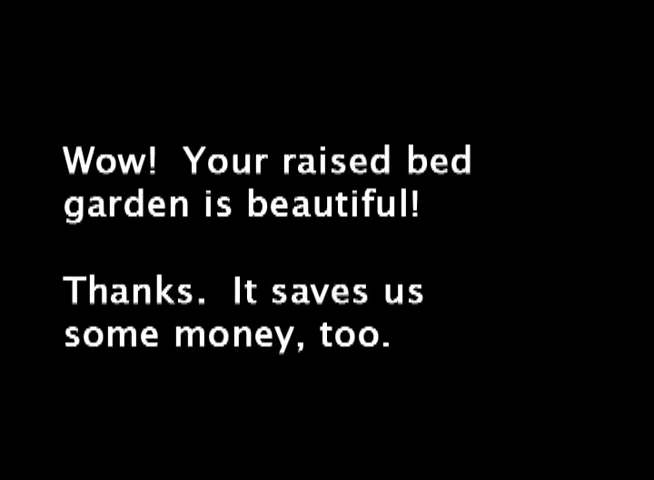 Wow!  Your raised bed
garden is beautiful!
Thanks.  It saves us
some money, too.